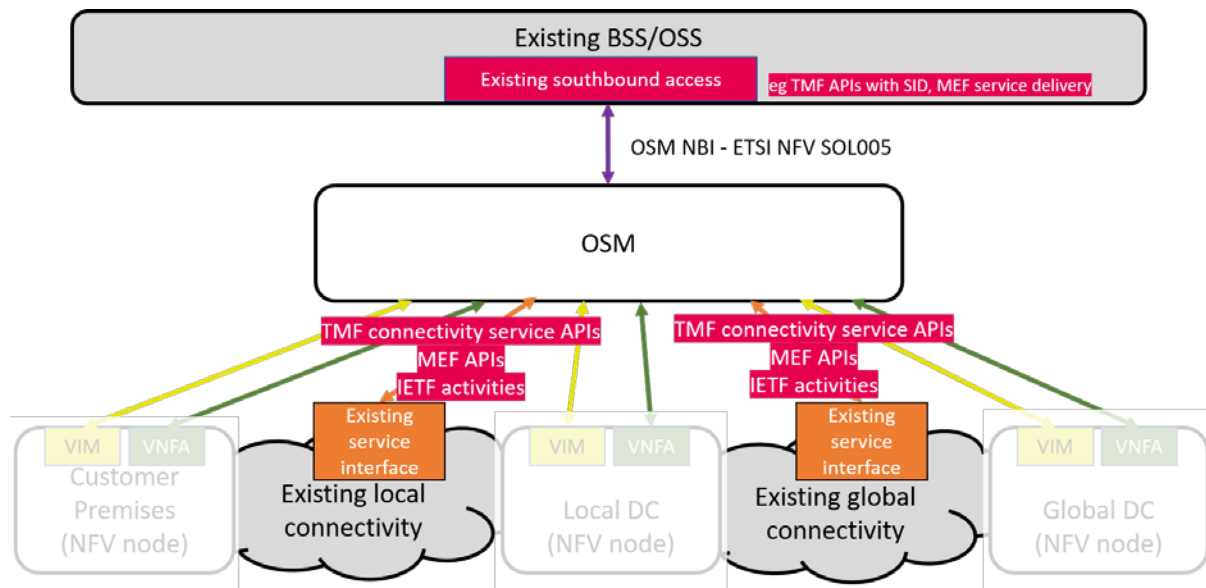 Existing BSS/OSS
Existing southbound access
eg TMF APIs with SID, MEF service delivery
OSM NBI - ETSI NFV SOL005
OSM
TMF connectivity service APIs
MEF APIs
IETF activities
TMF connectivity service APIs
MEF APIs
IETF activities
VIM
VNFA
Customer
Premises
(NFV node)
Existing
service
interface
Existing local
connectivity
VIM
VNFA
Local DC
(NFV node)
Existing
service
interface
Existing global
connectivity
VIM
VNFA
Global DC
(NFV node)